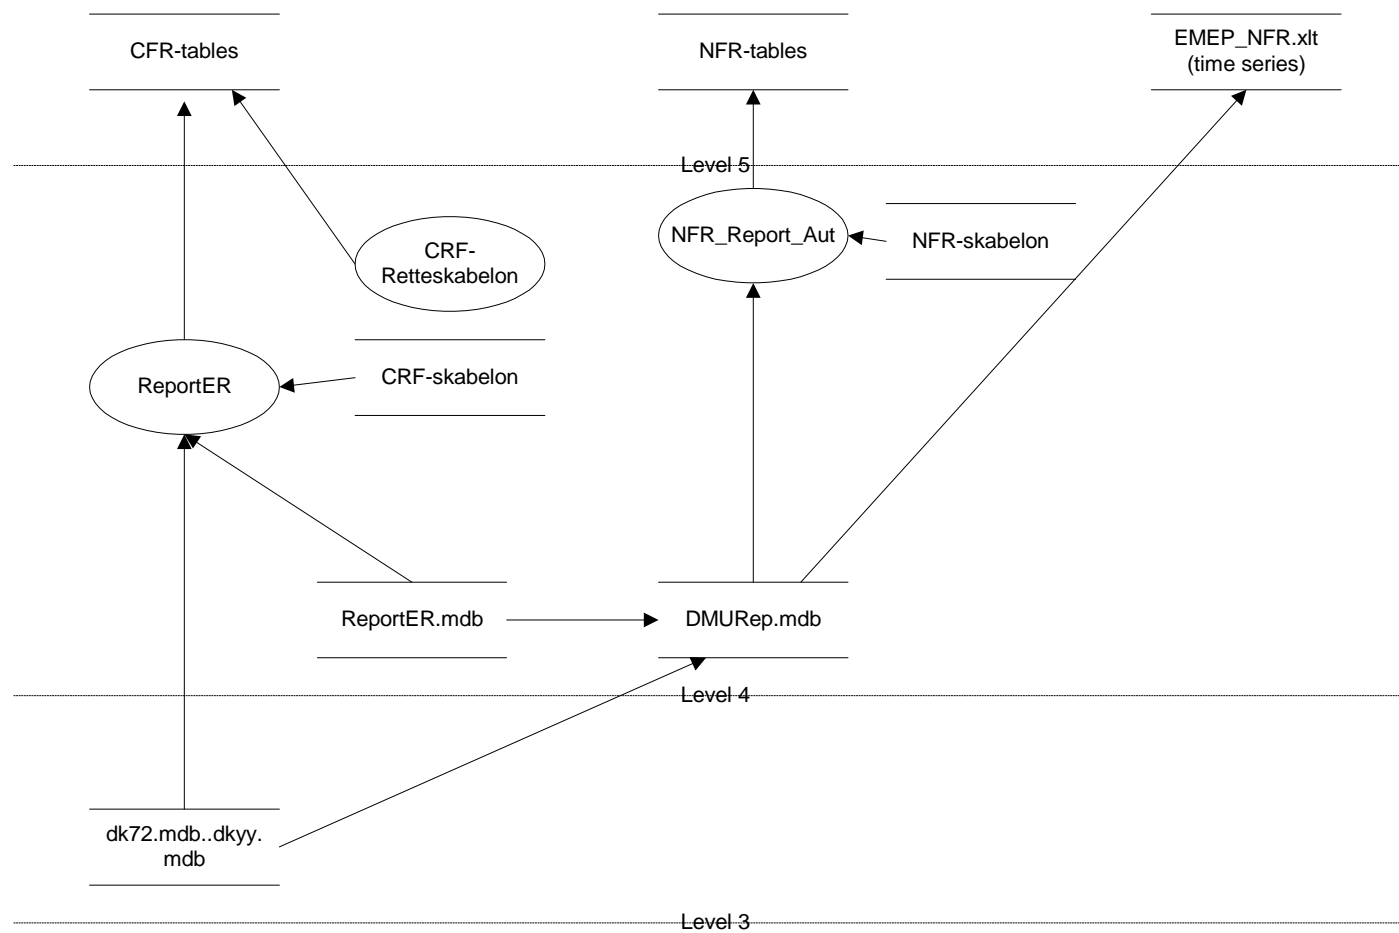 CFR-tables
NFR-tables
EMEP_NFR.xlt
(time series)
Level 5
CRF-
Retteskabelon
NFR_Report_Aut
NFR-skabelon
ReportER
CRF-skabelon
ReportER.mdb
DMURep.mdb
Level 4
dk72.mdb..dkyy.
mdb
Level 3